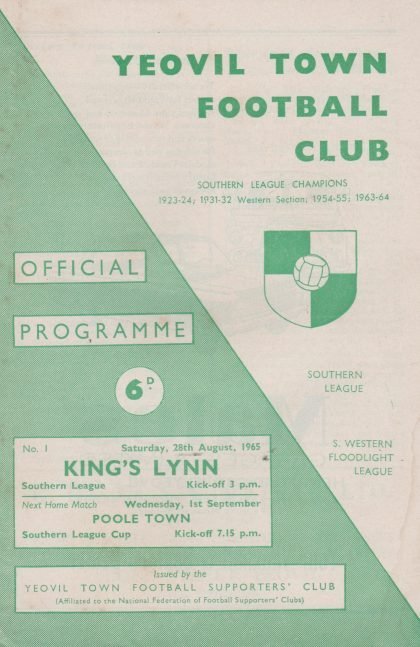 YEOVIL TOWN
FOOTBALL
CLUB
SOUTHERN LEAGUE CHAMPIONS
1923-24; 1931-32 Western Section; 1954-55; 1963-64
OFFICIAL
PROGRAMME
6D.
SOUTHERN
LEAGUE
S. WESTERN
FLOODLIGHT
LEAGUE
No. 1 Saturday, 28th August, 1965
KING'S LYNN
Southern League Kick-off 3 p.m.
Next Home Match Wednesday, 1st September
POOLE TOWN
Southern League Cup Kick-off 7.15 p.m.
Issued by the
YEOVIL TOWN FOOTBALL SUPPORTERS' CLUB
(Affiliated to the National Federation of Football Supporters' Clubs)